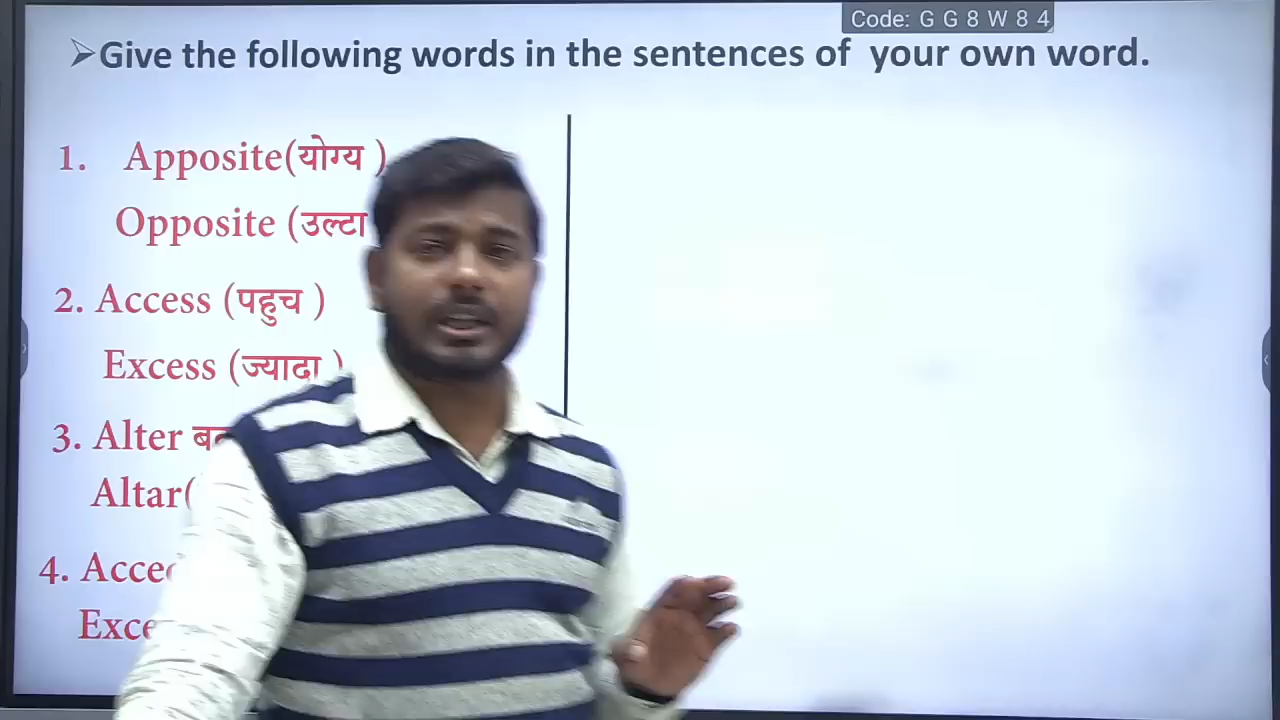 Code: G G 8 W 8 4
➢Give the following words in the sentences of your own word.
1. Apposite(योग्य )
Opposite (उल्टा
2. Access (पहुच )
Excess (ज्यादा )
3. Alter
Altar(
4.